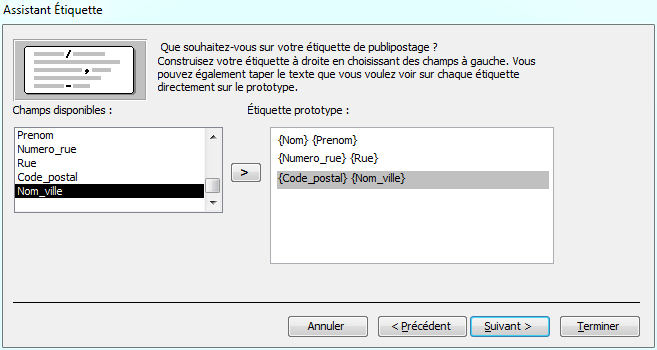 Assistant Étiquette
Que souhaitez-vous sur votre étiquette de publipostage ?
Construisez votre étiquette à droite en choisissant des champs à gauche. Vous
pouvez également taper le texte que vous voulez voir sur chaque étiquette
directement sur le prototype.
Champs disponibles :
Étiquette prototype :
Prenom
Numero_rue
Rue
Code_postal
Nom_ville
>
{Nom} {Prenom}
{Numero_rue} {Rue}
{Code_postal} {Nom_ville}
Annuler
< Précédent
Suivant >
Terminer